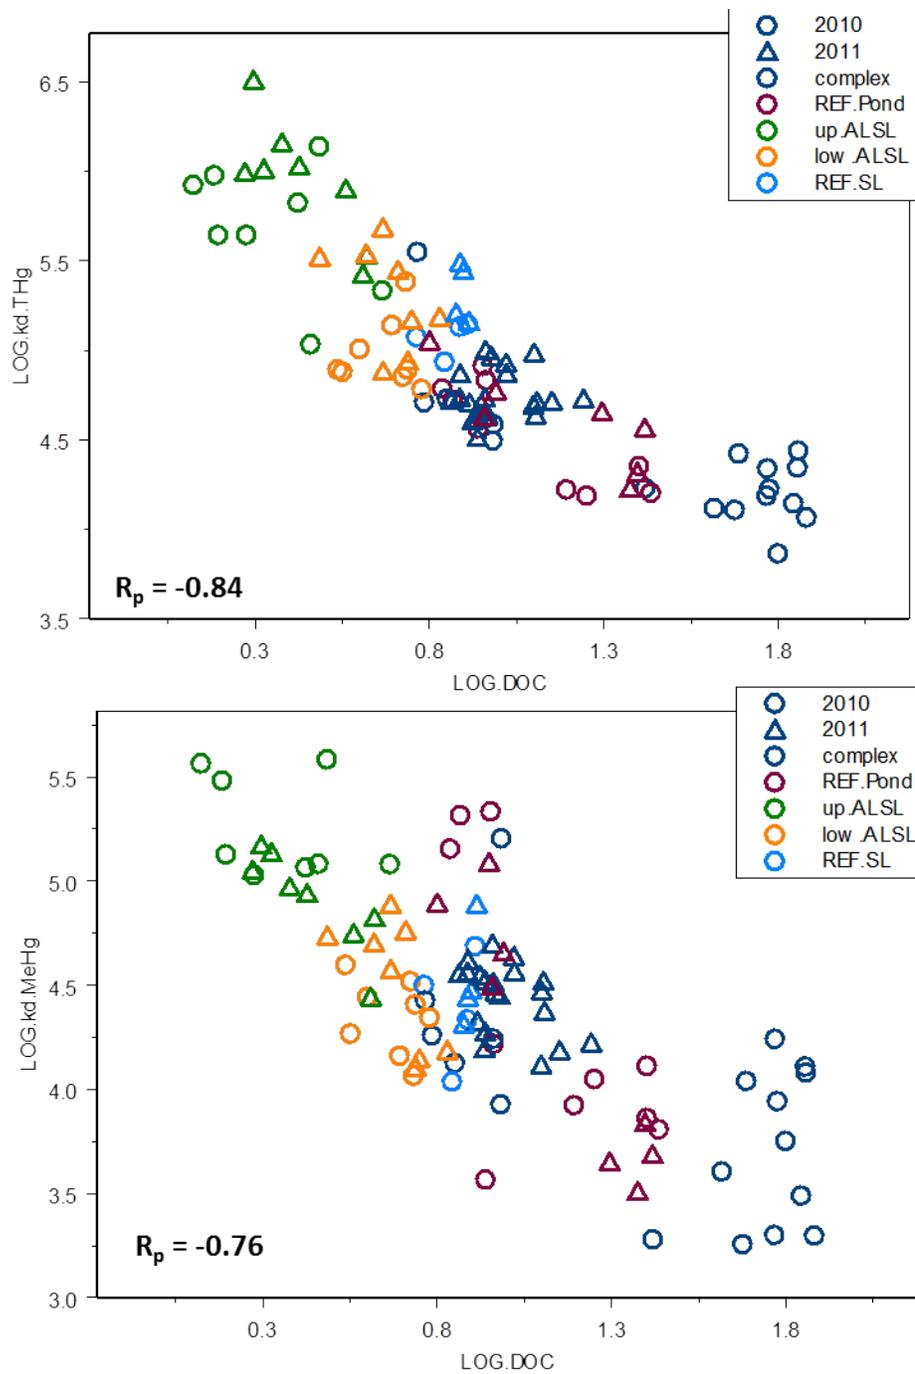 2010
2011
complex
REF.Pond
up.ALSL
low .ALSL
REF.SL
6.5
5.5
4.5
3.5
LOG.kd.THg
Rp = -0.84
0.3 0.8 1.3 1.8
LOG.DOC
2010
2011
complex
REF.Pond
up.ALSL
low .ALSL
REF.SL
5.5
5.0
4.5
4.0
3.5
3.0
LOG.kd.MeHg
Rp = -0.76
0.3 0.8 1.3 1.8
LOG.DOC